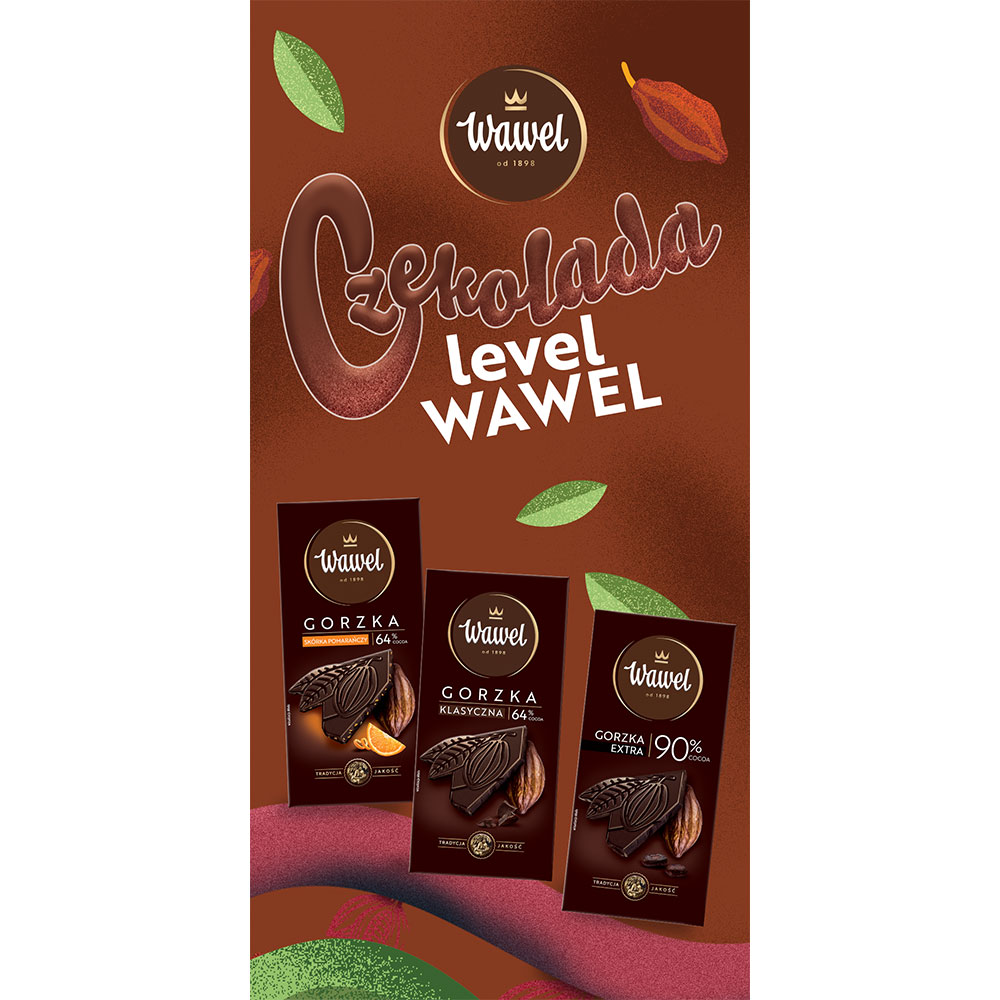 Wawel
od 1898
Czekolada
level
WAWEL
Wawel
od 1898
GORZKA
SKÓRKA POMARAŃCZY 64% COCOA
TRADYCJA JAKOŚĆ
Wawel
od 1898
GORZKA
KLASYCZNA 64% COCOA
TRADYCJA JAKOŚĆ
Wawel
od 1898
GORZKA
EXTRA 90% COCOA
TRADYCJA JAKOŚĆ